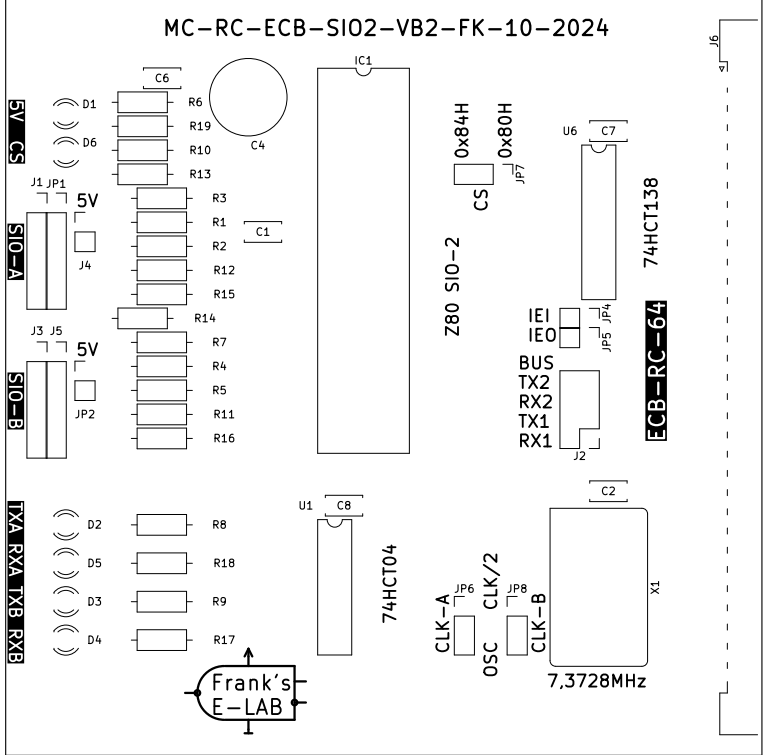 MC-RC-ECB-SIO2-VB2-FK-10-2024
J6
IC1
C6
D1
R6
5V CS
R19
C4
D6
R10
R13
0x84H
0x80H
U6
C7
JP7
CS
74HCT138
J1 JP1
5V
R3
R1
C1
R2
SIO-A
J4
R12
R15
Z80 SIO-2
R14
IEI
JP4
IEO
JP5
ECB-RC-64
J3 J5
5V
R7
R4
R5
SIO-B
JP2
R11
R16
BUS
TX2
RX2
TX1
RX1
J2
C2
U1
C8
TXA RXA TXB RXB
D2
R8
D5
R18
D3
R9
D4
R17
74HCT04
CLK/2
JP6
JP8
CLK-A
OSC
CLK-B
X1
7,3728MHz
Frank's
E-LAB